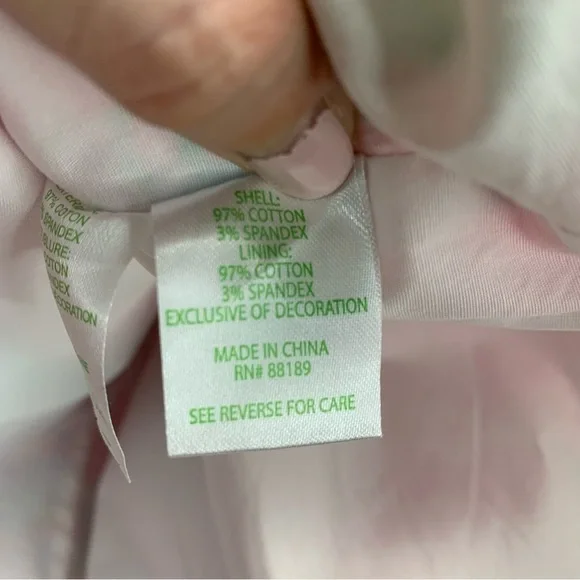 SHELL:
97% COTTON
3% SPANDEX
LINING:
97% COTTON
3% SPANDEX
EXCLUSIVE OF DECORATION
MADE IN CHINA
RN# 88189
SEE REVERSE FOR CARE
97% COTTON
SPANDEX